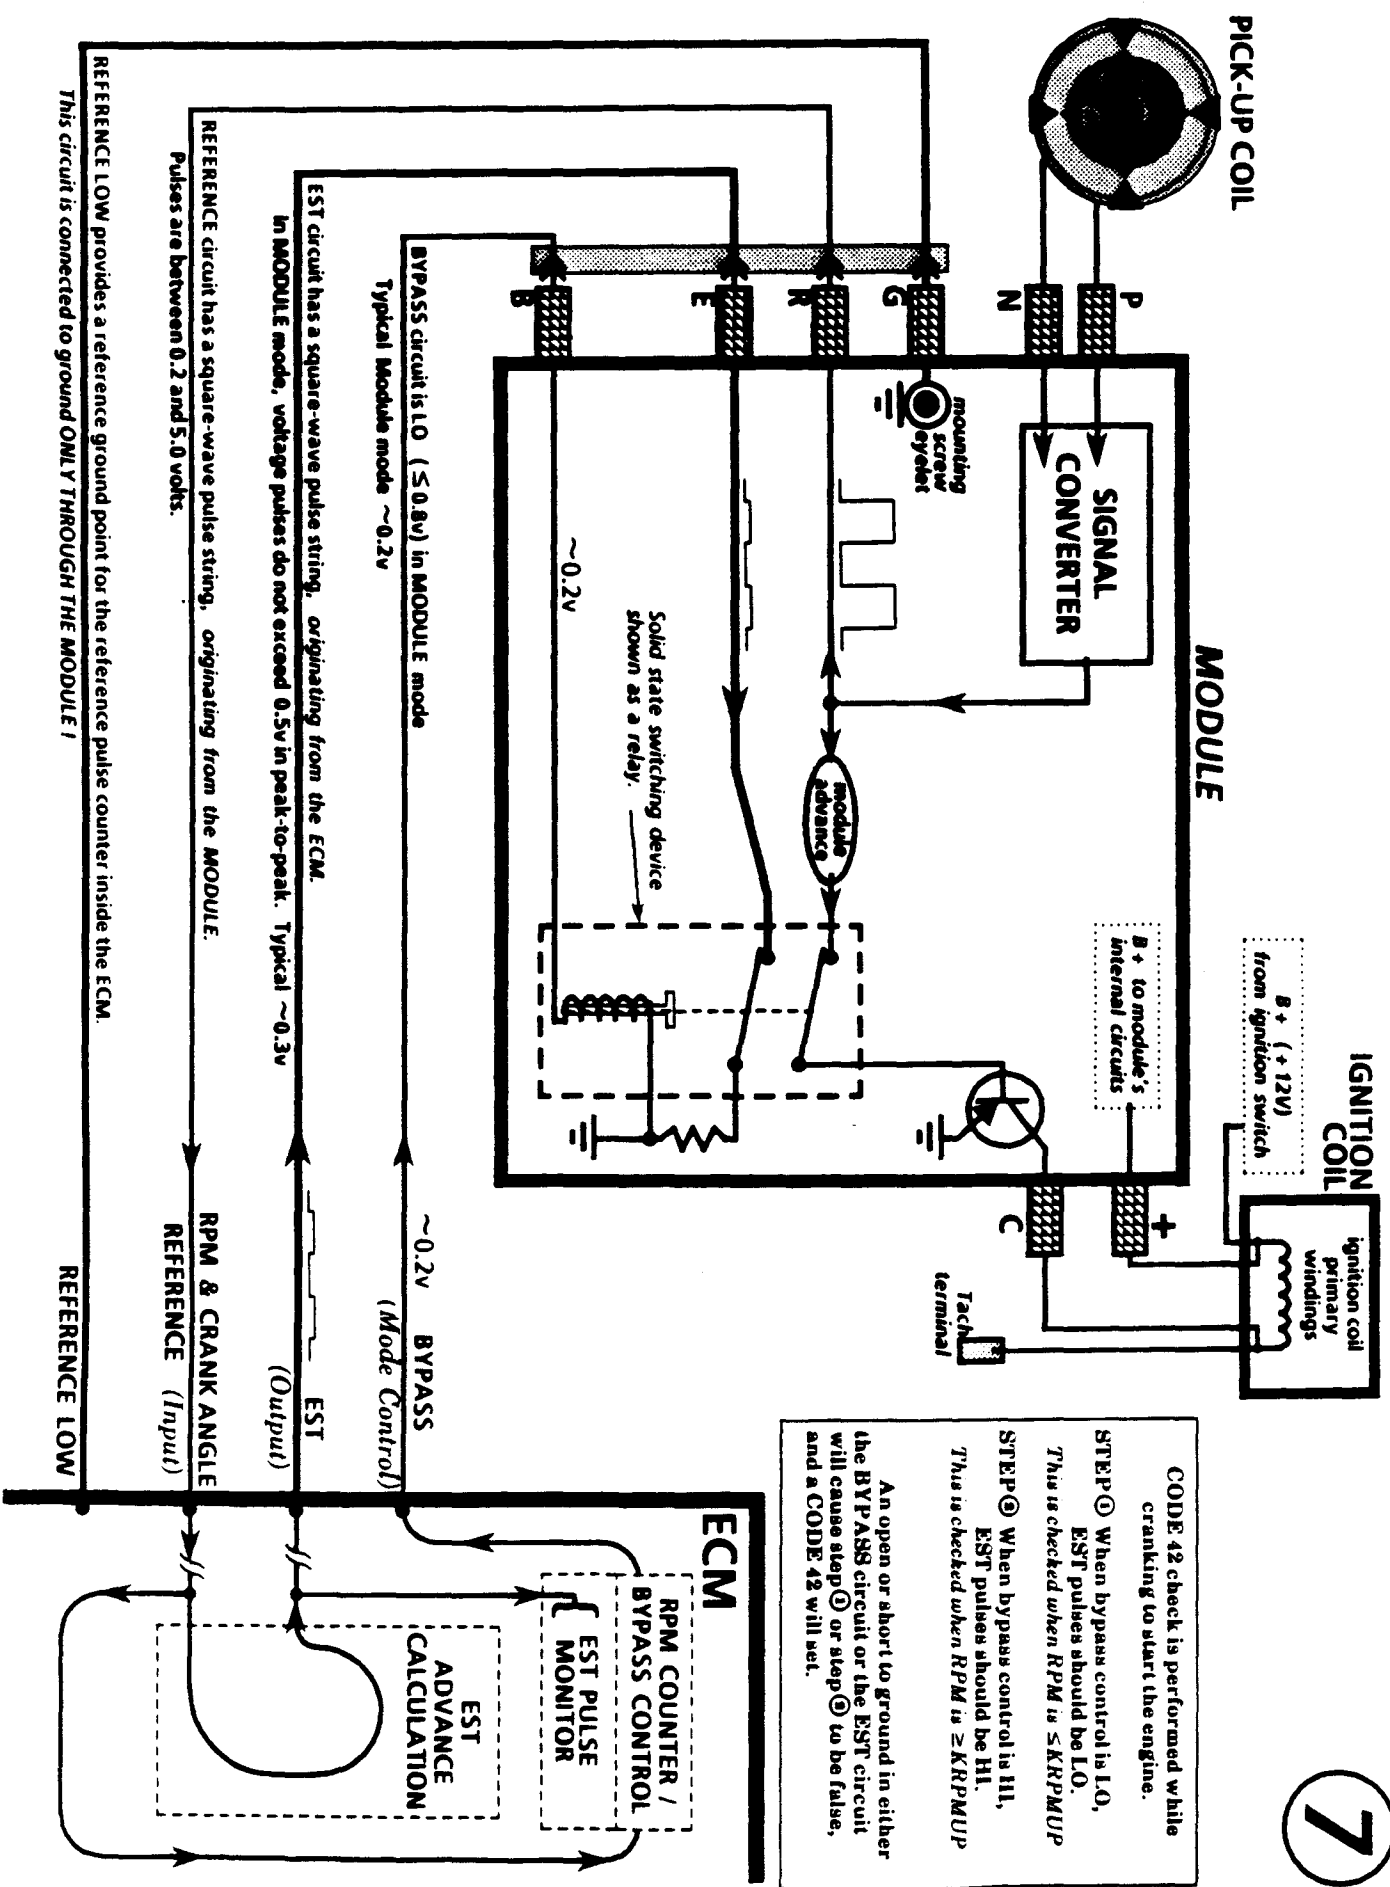 7
PICK-UP COIL
P
N
G
R
E
B
MODULE
SIGNAL
CONVERTER
mounting
screw
eyelet
module
advance
~0.2v
Solid state switching device
shown as a relay.
B+ to module's
internal circuits
B+ (+12V)
from ignition switch
IGNITION
COIL
ignition coil
primary
windings
+
C
Tach
terminal
CODE 42 check is performed while
cranking to start the engine.
STEP ① When bypass control is LO,
EST pulses should be LO.
This is checked when RPM is ≤ KRPMUP
STEP ② When bypass control is HI,
EST pulses should be HI.
This is checked when RPM is ≥ KRPMUP
An open or short to ground in either
the BYPASS circuit or the EST circuit
will cause step ① or step ② to be false,
and a CODE 42 will set.
BYPASS circuit is LO (≤ 0.8v) in MODULE mode
Typical Module mode ~0.2v
~0.2v BYPASS
(Mode Control)
EST circuit has a square-wave pulse string, originating from the ECM.
In MODULE mode, voltage pulses do not exceed 0.5v in peak-to-peak. Typical ~0.3v
EST
(Output)
REFERENCE circuit has a square-wave pulse string, originating from the MODULE.
Pulses are between 0.2 and 5.0 volts.
RPM & CRANK ANGLE
REFERENCE (Input)
REFERENCE LOW provides a reference ground point for the reference pulse counter inside the ECM.
This circuit is connected to ground ONLY THROUGH THE MODULE!
REFERENCE LOW
ECM
RPM COUNTER /
BYPASS CONTROL
EST PULSE
MONITOR
EST
ADVANCE
CALCULATION